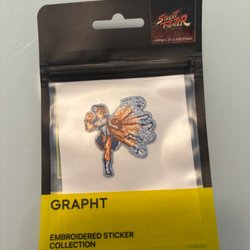 STREET
FIGHTER
GRAPHT
EMBROIDERED STICKER
COLLECTION